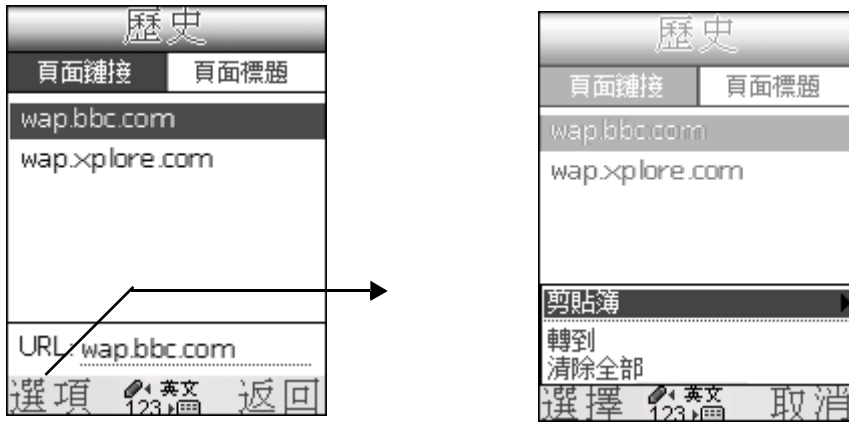 歷史
頁面鏈接 頁面標題
wap.bbc.com
wap.xplore.com
URL: wap.bbc.com
選項 英文 123 返回
歷史
頁面鏈接 頁面標題
wap.bbc.com
wap.xplore.com
剪貼簿
轉到
清除全部
選擇 英文 123 取消